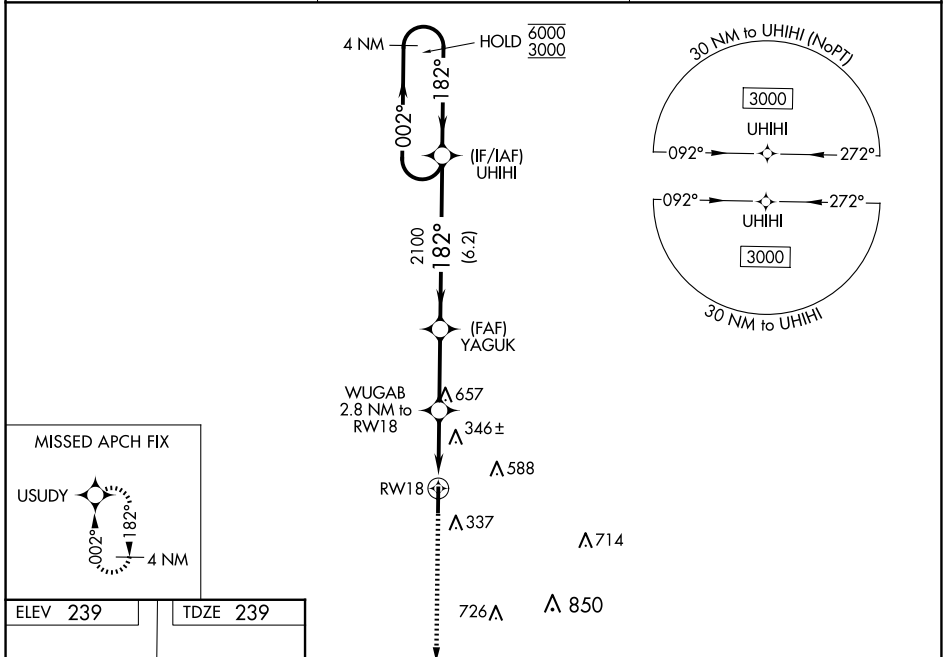 4 NM
HOLD 6000
3000
002°
182°
(IF/IAF)
UHIHI
2100
182°
(6.2)
(FAF)
YAGUK
WUGAB
2.8 NM to
RW18
657
346±
588
RW18
337
714
726
850
30 NM to UHIHI (NoPT)
3000
UHIHI
092°
272°
092°
272°
UHIHI
3000
30 NM to UHIHI
MISSED APCH FIX
USUDY
002°
182°
4 NM
ELEV 239
TDZE 239